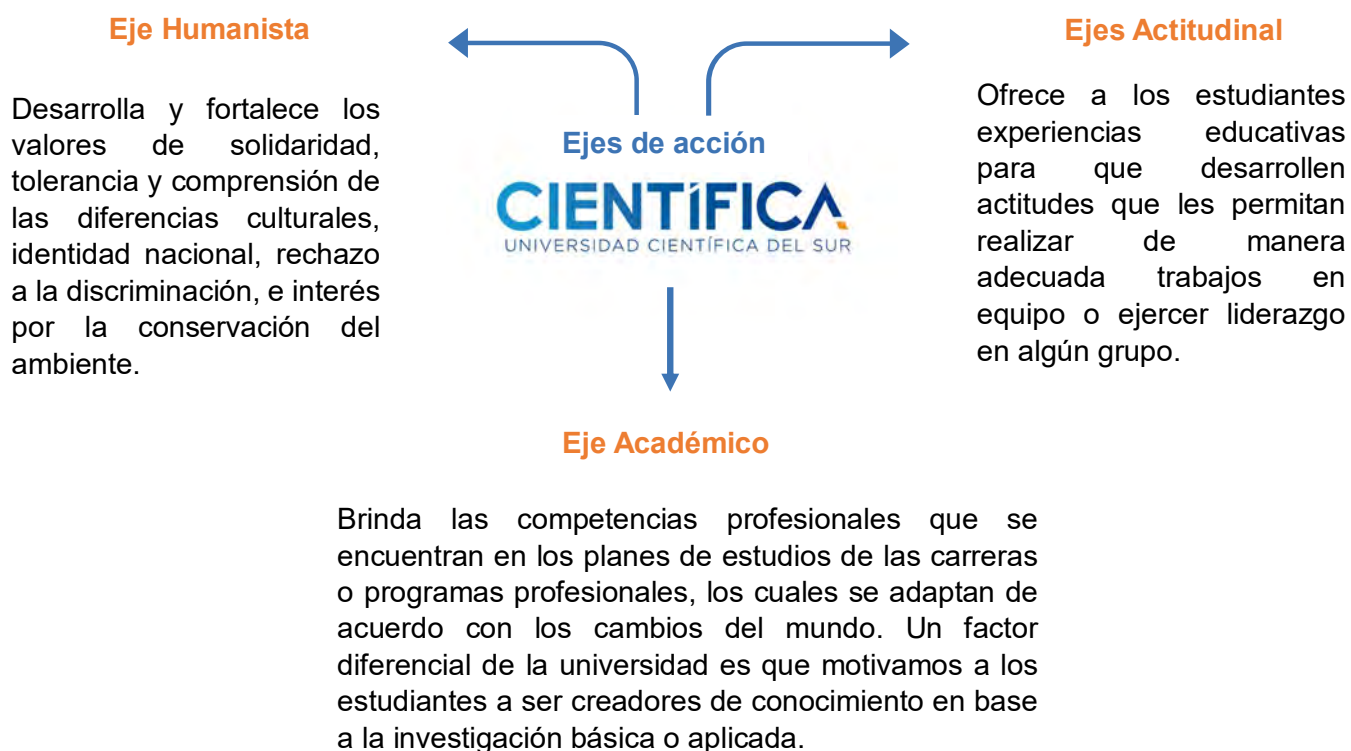 Eje Humanista
Desarrolla y fortalece los
valores de solidaridad,
tolerancia y comprensión de
las diferencias culturales,
identidad nacional, rechazo
a la discriminación, e interés
por la conservación del
ambiente.
Ejes de acción
CIENTÍFICA
UNIVERSIDAD CIENTÍFICA DEL SUR
Ejes Actitudinal
Ofrece a los estudiantes
experiencias educativas
para que desarrollen
actitudes que les permitan
realizar de manera
adecuada trabajos en
equipo o ejercer liderazgo
en algún grupo.
Eje Académico
Brinda las competencias profesionales que se
encuentran en los planes de estudios de las carreras
o programas profesionales, los cuales se adaptan de
acuerdo con los cambios del mundo. Un factor
diferencial de la universidad es que motivamos a los
estudiantes a ser creadores de conocimiento en base
a la investigación básica o aplicada.